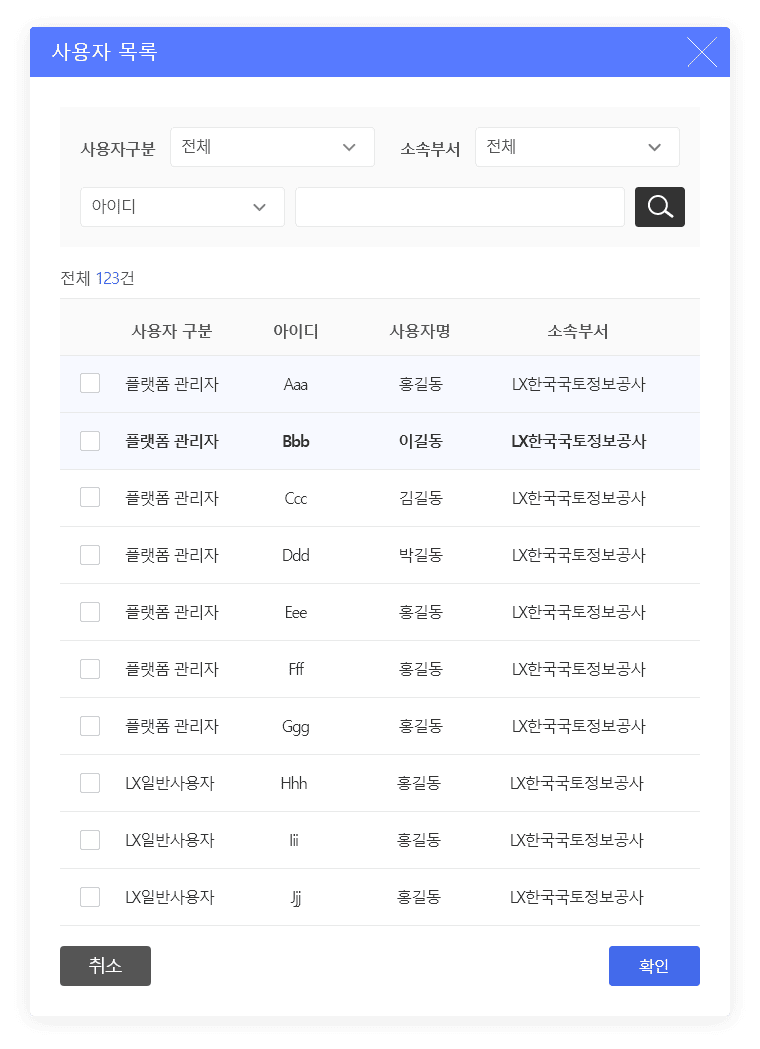 사용자 목록
사용자구분 전체 소속부서 전체
아이디
전체 123건
사용자 구분 아이디 사용자명 소속부서
플랫폼 관리자 Aaa 홍길동 LX한국국토정보공사
플랫폼 관리자 Bbb 이길동 LX한국국토정보공사
플랫폼 관리자 Ccc 김길동 LX한국국토정보공사
플랫폼 관리자 Ddd 박길동 LX한국국토정보공사
플랫폼 관리자 Eee 홍길동 LX한국국토정보공사
플랫폼 관리자 Fff 홍길동 LX한국국토정보공사
플랫폼 관리자 Ggg 홍길동 LX한국국토정보공사
LX일반사용자 Hhh 홍길동 LX한국국토정보공사
LX일반사용자 Iii 홍길동 LX한국국토정보공사
LX일반사용자 Jjj 홍길동 LX한국국토정보공사
취소 확인